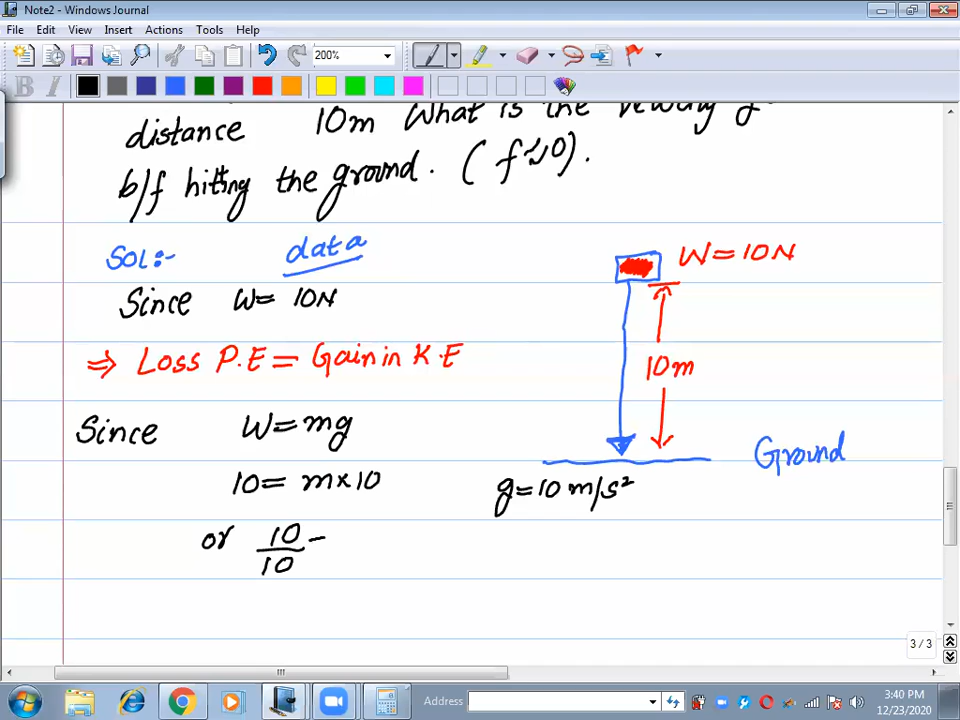 Note2 - Windows Journal
File Edit View Insert Actions Tools Help
200%
B I
distance 10m What is the
b/f hitting the ground. (f≈0).
SOL:- data
Since W= 10N
W=10N
⇒ Loss P.E = Gain in K.E
10m
Since W=mg
Ground
10= m×10
g=10 m/s²
or 10/10 =
3 / 3
Address
3:40 PM
12/23/2020